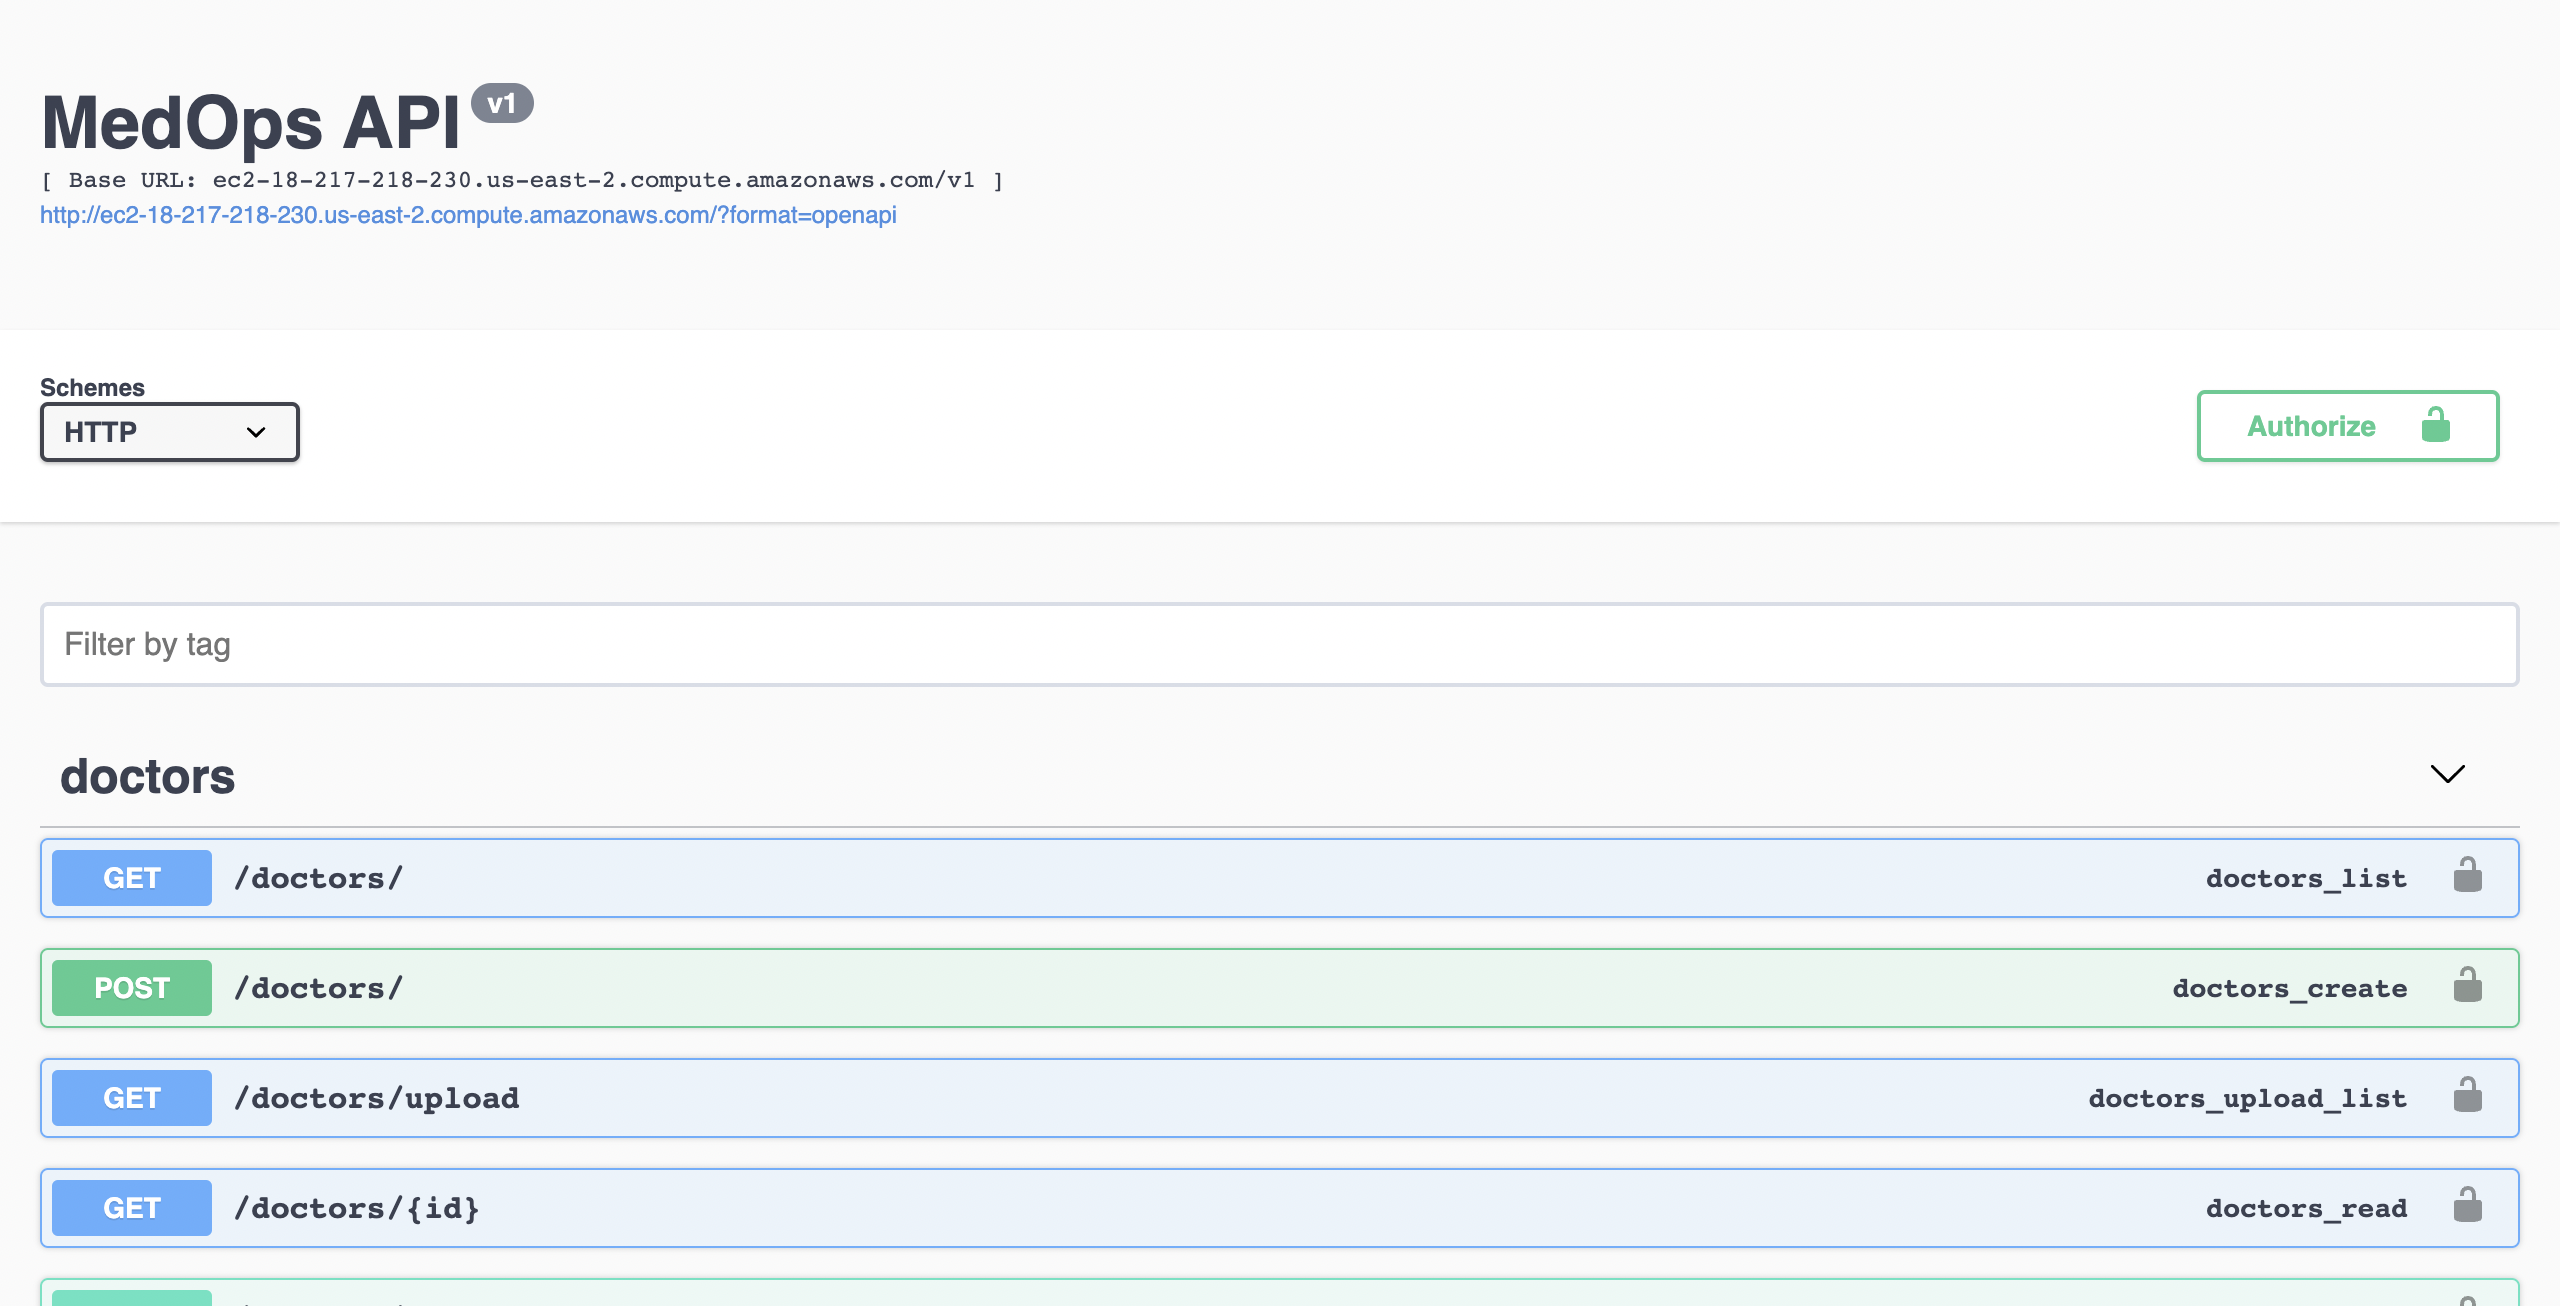 MedOps API v1
[ Base URL: ec2-18-217-218-230.us-east-2.compute.amazonaws.com/v1 ]
http://ec2-18-217-218-230.us-east-2.compute.amazonaws.com/?format=openapi
Schemes
HTTP
Authorize
Filter by tag
doctors
GET /doctors/ doctors_list
POST /doctors/ doctors_create
GET /doctors/upload doctors_upload_list
GET /doctors/{id} doctors_read